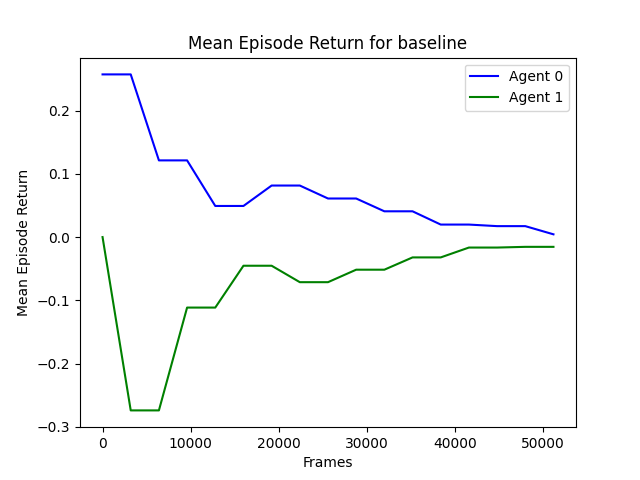 Mean Episode Return for baseline
Agent 0
Agent 1
Mean Episode Return
0.2
0.1
0.0
−0.1
−0.2
−0.3
0
10000
20000
30000
40000
50000
Frames